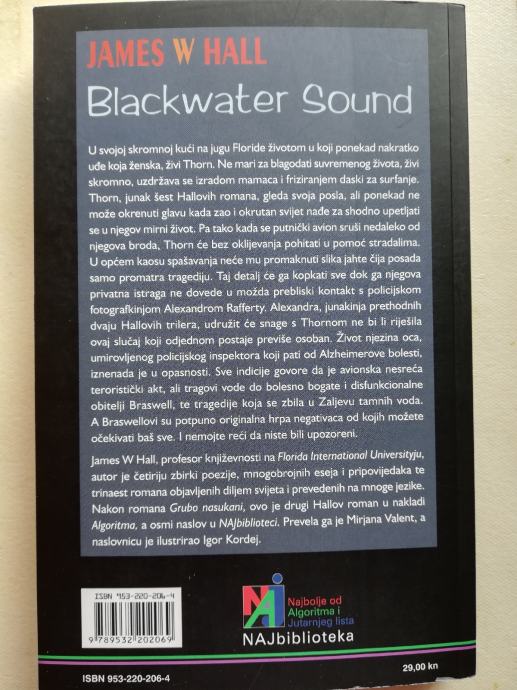 JAMES W HALL
Blackwater Sound
U svojoj skromnoj kući na jugu Floride životom u koji ponekad nakratko
uđe koja ženska, živi Thorn. Ne mari za blagodati suvremenog života, živi
skromno, uzdržava se izradom mamaca i friziranjem daski za surfanje.
Thorn, junak šest Hallovih romana, gleda svoja posla, ali ponekad ne
može okrenuti glavu kada zao i okrutan svijet nađe za shodno upetljati
se u njegov mirni život. Pa tako kada se putnički avion sruši nedaleko od
njegova broda, Thorn će bez oklijevanja pohitati u pomoć stradalima.
U općem kaosu spašavanja neće mu promaknuti slika jahte čija posada
samo promatra tragediju. Taj detalj će ga kopkati sve dok ga njegova
privatna istraga ne dovede u možda prebliski kontakt s policijskom
fotografkinjom Alexandrom Rafferty. Alexandra, junakinja prethodnih
dvaju Hallovih trilera, udružit će snage s Thornom ne bi li riješila
ovaj slučaj koji odjednom postaje previše osoban. Život njezina oca,
umirovljenog policijskog inspektora koji pati od Alzheimerove bolesti,
iznenada je u opasnosti. Sve indicije govore da je avionska nesreća
teroristički akt, ali tragovi vode do bolesno bogate i disfunkcionalne
obitelji Braswell, te tragedije koja se zbila u Zaljevu tamnih voda.
A Braswellovi su potpuno originalna hrpa negativaca od kojih možete
očekivati baš sve. I nemojte reći da niste bili upozoreni.
James W Hall, profesor književnosti na Florida International Universityju,
autor je četiriju zbirki poezije, mnogobrojnih eseja i pripovijedaka te
trinaest romana objavljenih diljem svijeta i prevedenih na mnoge jezike.
Nakon romana Grubo nasukani, ovo je drugi Hallov roman u nakladi
Algoritma, a osmi naslov u NAJbiblioteci. Prevela ga je Mirjana Valent, a
naslovnicu je ilustrirao Igor Kordej.
ISBN 953-220-206-4
9 789532 202069
NAJ
Najbolje od
Algoritma i
Jutarnjeg lista
NAJbiblioteka
ISBN 953-220-206-4
29,00 kn